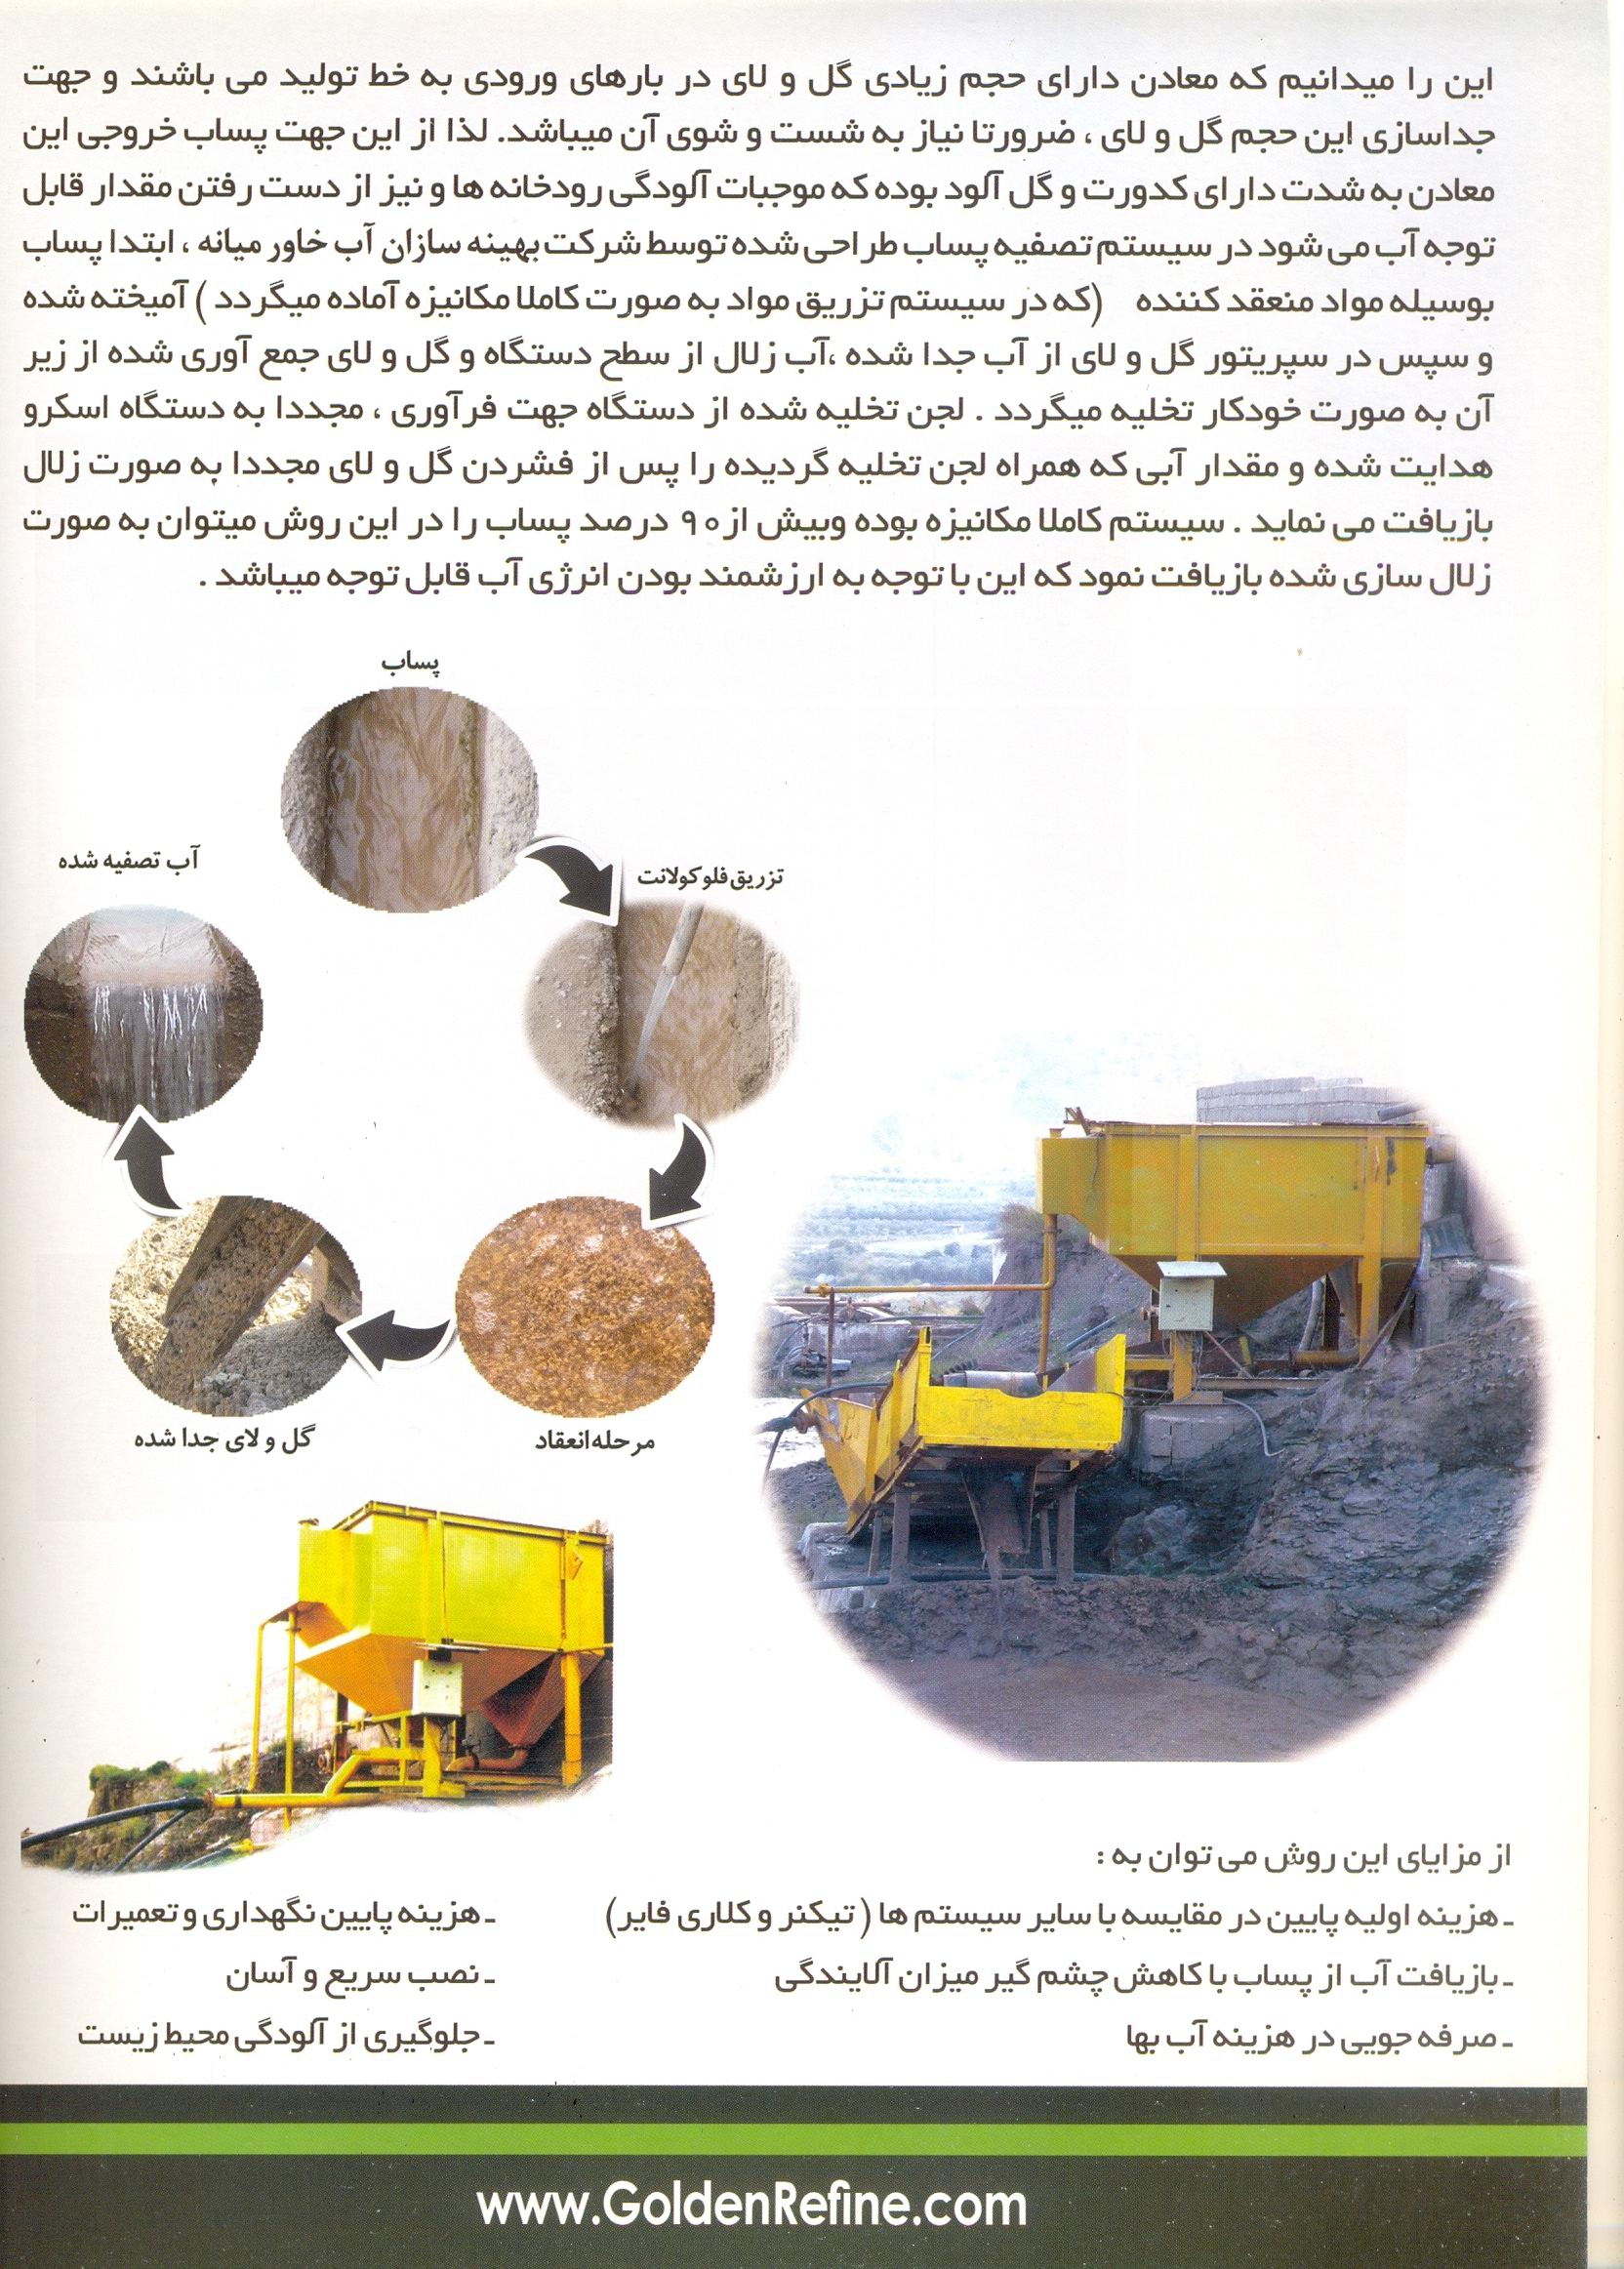 این را میدانیم که معادن دارای حجم زیادی گل و لای در بارهای ورودی به خط تولید می باشند و جهت
جداسازی این حجم گل و لای ، ضرورتا نیاز به شست و شوی آن میباشد. لذا از این جهت پساب خروجی این
معادن به شدت دارای کدورت و گل آلود بوده که موجبات آلودگی رودخانه ها و نیز از دست رفتن مقدار قابل
توجه آب می شود در سیستم تصفیه پساب طراحی شده توسط شرکت بهینه سازان آب خاور میانه ، ابتدا پساب
بوسیله مواد منعقد کننده (که در سیستم تزریق مواد به صورت کاملا مکانیزه آماده میگردد ) آمیخته شده
و سپس در سپریتور گل و لای از آب جدا شده ،آب زلال از سطح دستگاه و گل و لای جمع آوری شده از زیر
آن به صورت خودکار تخلیه میگردد . لجن تخلیه شده از دستگاه جهت فرآوری ، مجددا به دستگاه اسکرو
هدایت شده و مقدار آبی که همراه لجن تخلیه گردیده را پس از فشردن گل و لای مجددا به صورت زلال
بازیافت می نماید . سیستم کاملا مکانیزه بوده وبیش از ۹۰ درصد پساب را در این روش میتوان به صورت
زلال سازی شده بازیافت نمود که این با توجه به ارزشمند بودن انرژی آب قابل توجه میباشد .
پساب
تزریق فلوکولانت
آب تصفیه شده
مرحله انعقاد
گل و لای جدا شده
از مزایای این روش می توان به :
ـ هزینه اولیه پایین در مقایسه با سایر سیستم ها ( تیکنر و کلاری فایر)
ـ بازیافت آب از پساب با کاهش چشم گیر میزان آلایندگی
ـ صرفه جویی در هزینه آب بها
ـ هزینه پایین نگهداری و تعمیرات
ـ نصب سریع و آسان
ـ جلوگیری از آلودگی محیط زیست
www.GoldenRefine.com